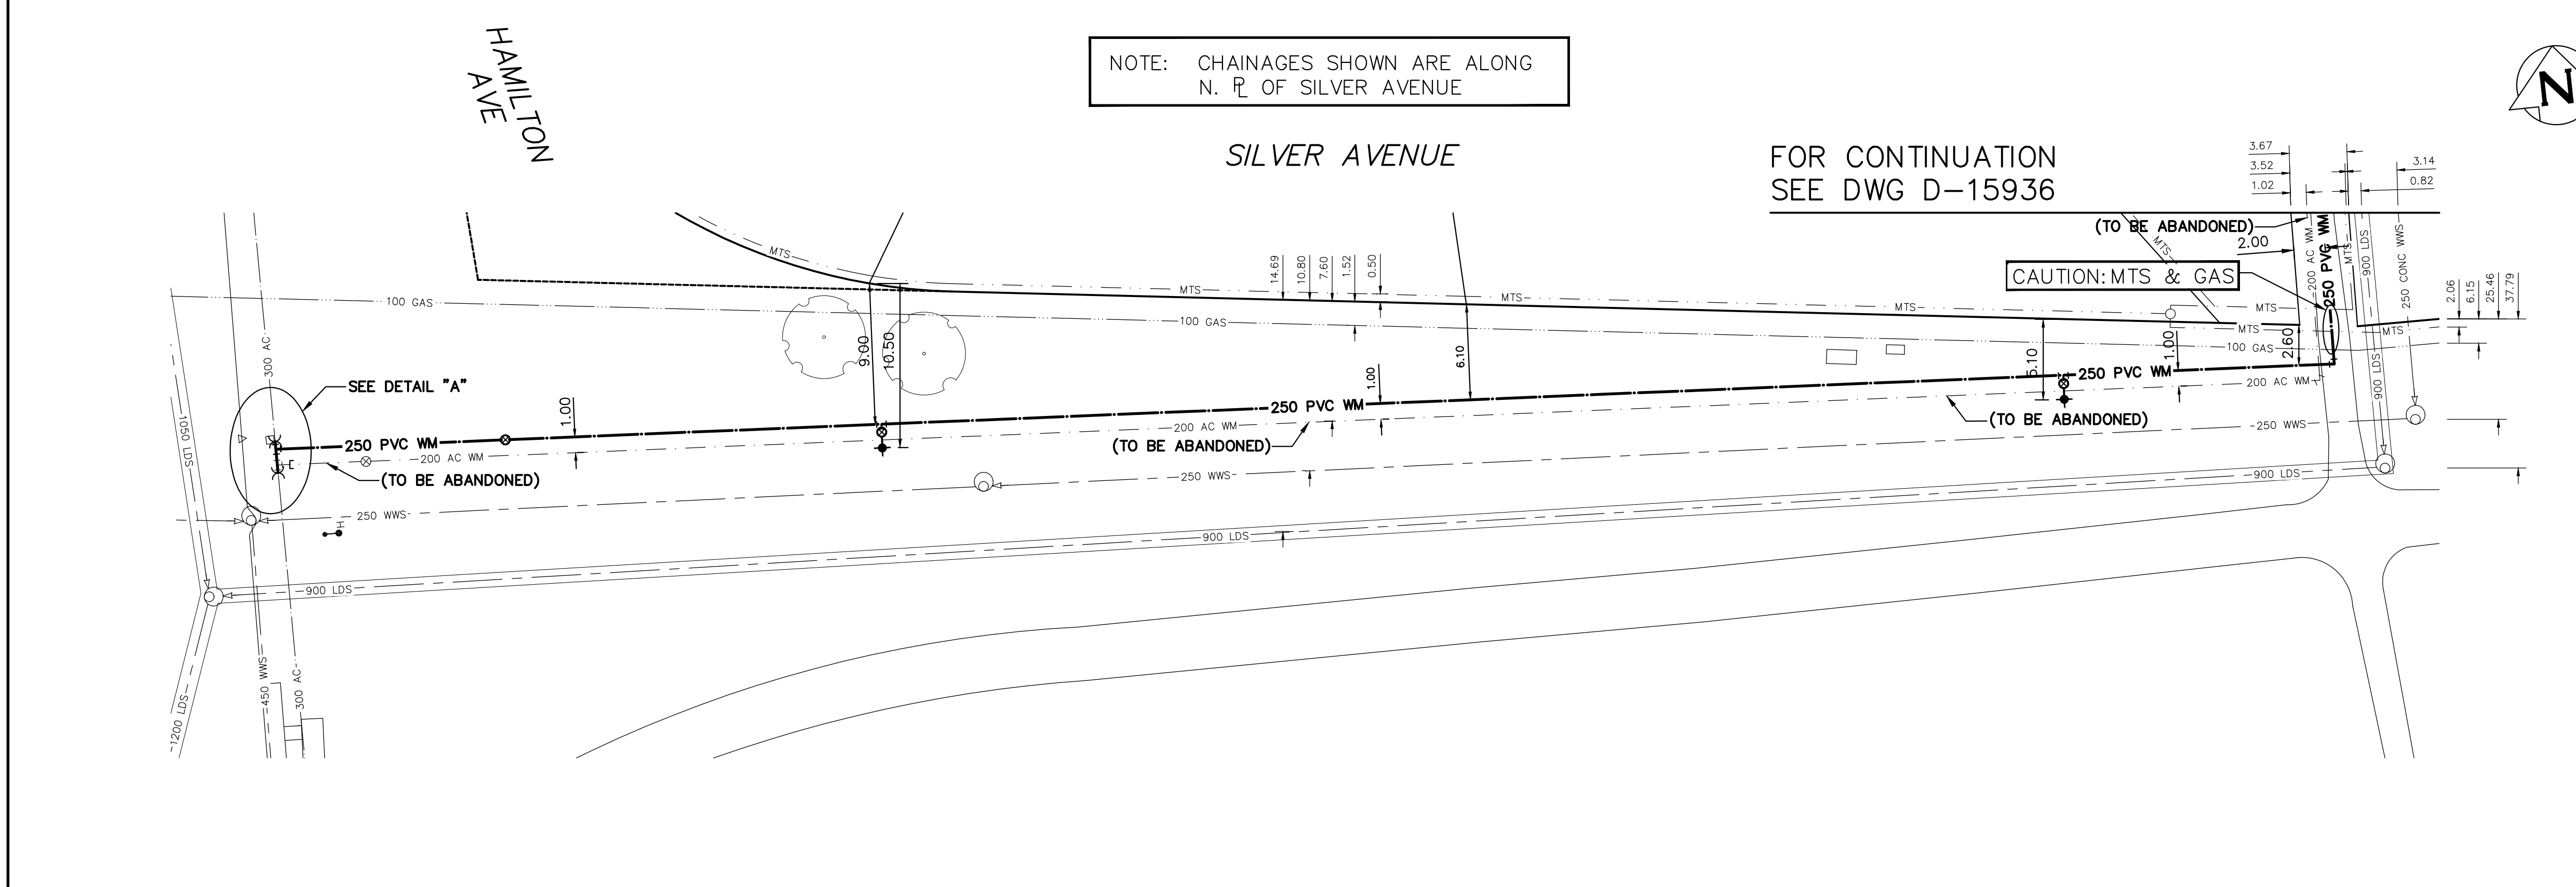 HAMILTON
AVE
NOTE: CHAINAGES SHOWN ARE ALONG
N. ⅊ OF SILVER AVENUE
N
SILVER AVENUE
FOR CONTINUATION
SEE DWG D-15936
3.67
3.52
1.02
3.14
0.82
(TO BE ABANDONED)
2.00
MTS
CAUTION: MTS & GAS
200 AC WM
250 PVC WM
MTS
900 LDS
250 CONC WWS
2.06
6.15
25.46
37.79
MTS
14.69
10.80
7.60
1.52
0.50
MTS
MTS
MTS
MTS
MTS
MTS
100 GAS
100 GAS
100 GAS
300 AC
9.00
10.50
6.10
5.10
1.00
2.60
SEE DETAIL "A"
1.00
1.00
250 PVC WM
250 PVC WM
250 PVC WM
200 AC WM
200 AC WM
200 AC WM
900 LDS
(TO BE ABANDONED)
(TO BE ABANDONED)
(TO BE ABANDONED)
1050 LDS
250 WWS
250 WWS
250 WWS
H
900 LDS
900 LDS
900 LDS
450 WWS
300 AC
1200 LDS